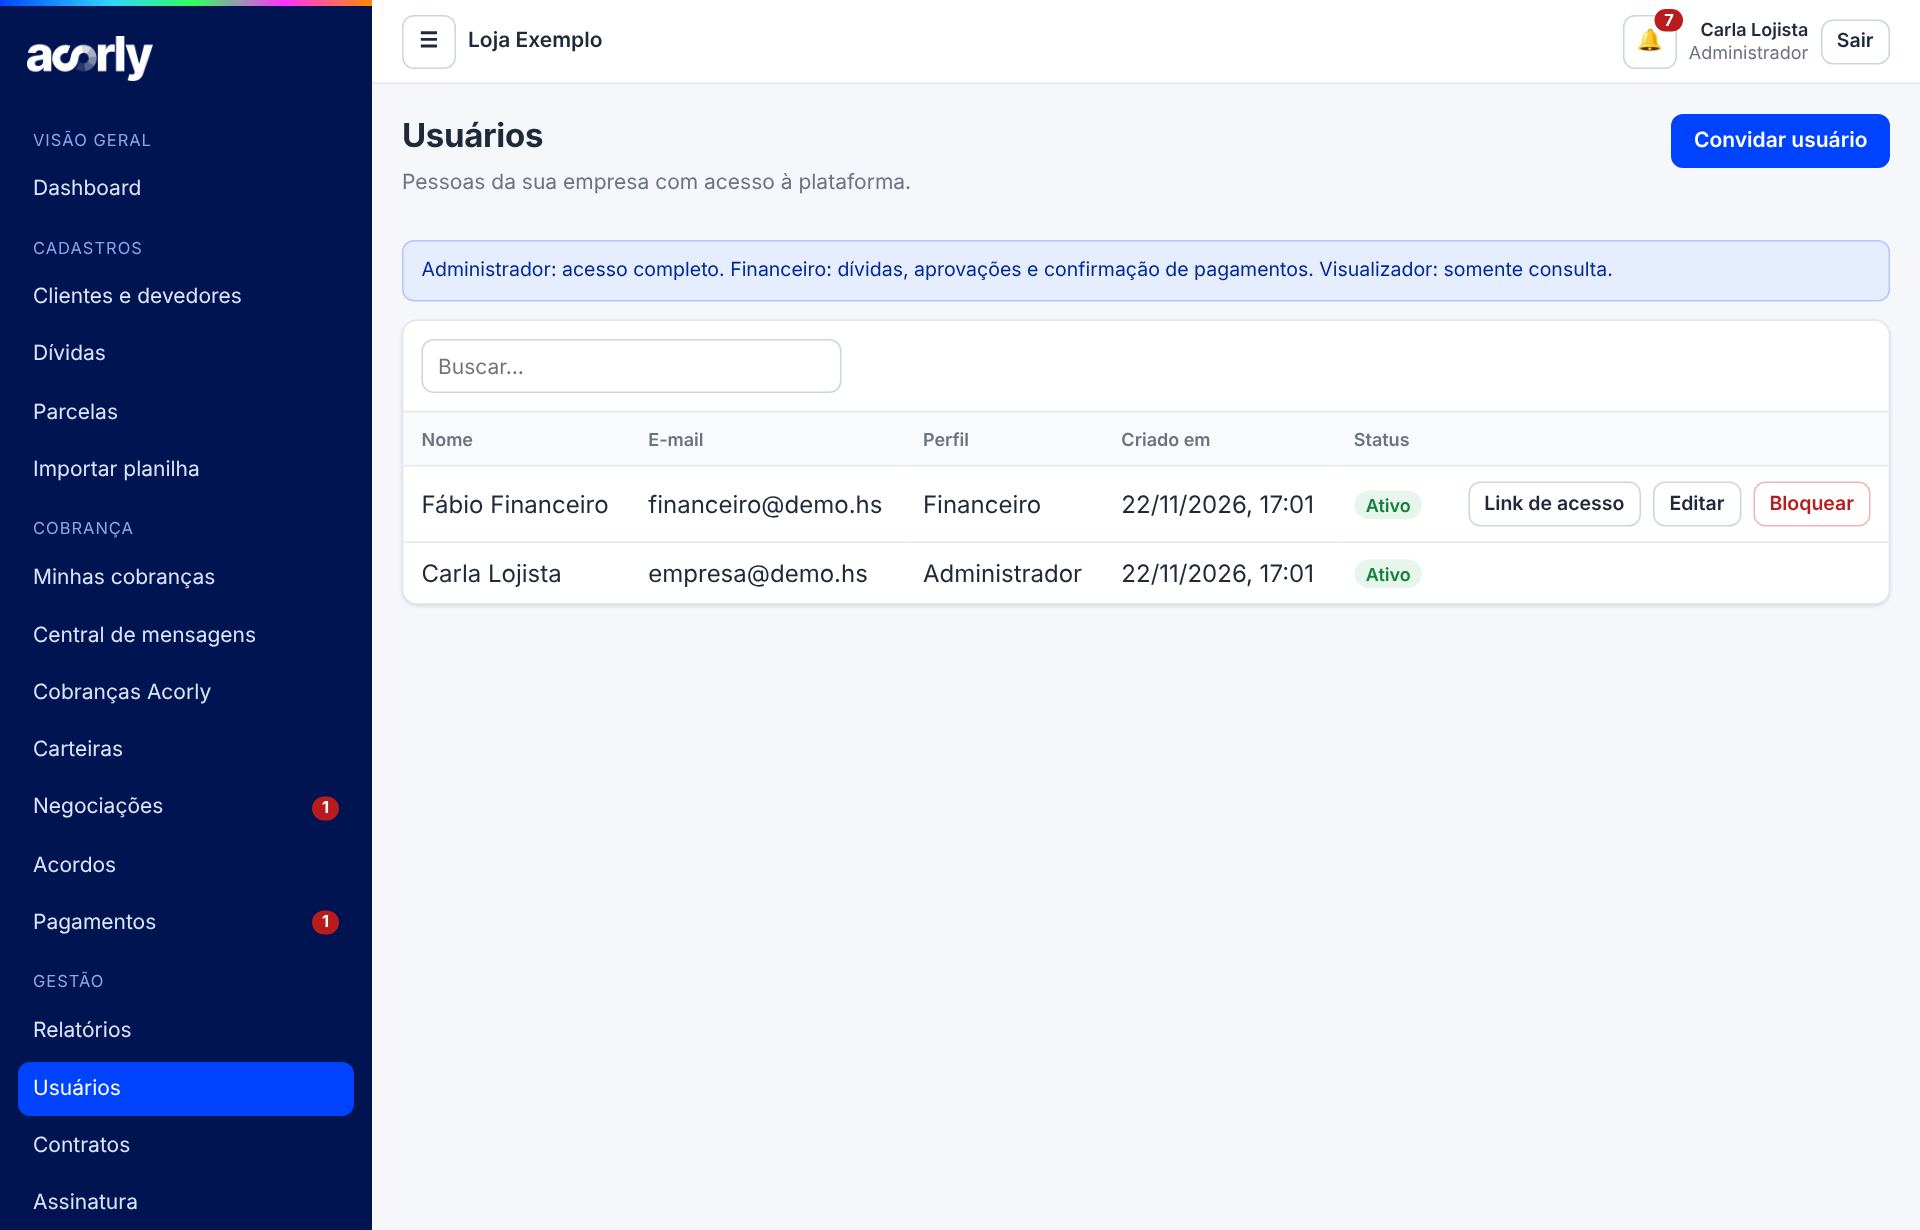 acorly
VISÃO GERAL
Dashboard
CADASTROS
Clientes e devedores
Dívidas
Parcelas
Importar planilha
COBRANÇA
Minhas cobranças
Central de mensagens
Cobranças Acorly
Carteiras
Negociações 1
Acordos
Pagamentos 1
GESTÃO
Relatórios
Usuários
Contratos
Assinatura
☰ Loja Exemplo
🔔 7
Carla Lojista
Administrador
Sair
Usuários
Pessoas da sua empresa com acesso à plataforma.
Convidar usuário
Administrador: acesso completo. Financeiro: dívidas, aprovações e confirmação de pagamentos. Visualizador: somente consulta.
Buscar...
Nome E-mail Perfil Criado em Status
Fábio Financeiro financeiro@demo.hs Financeiro 22/11/2026, 17:01 Ativo Link de acesso Editar Bloquear
Carla Lojista empresa@demo.hs Administrador 22/11/2026, 17:01 Ativo